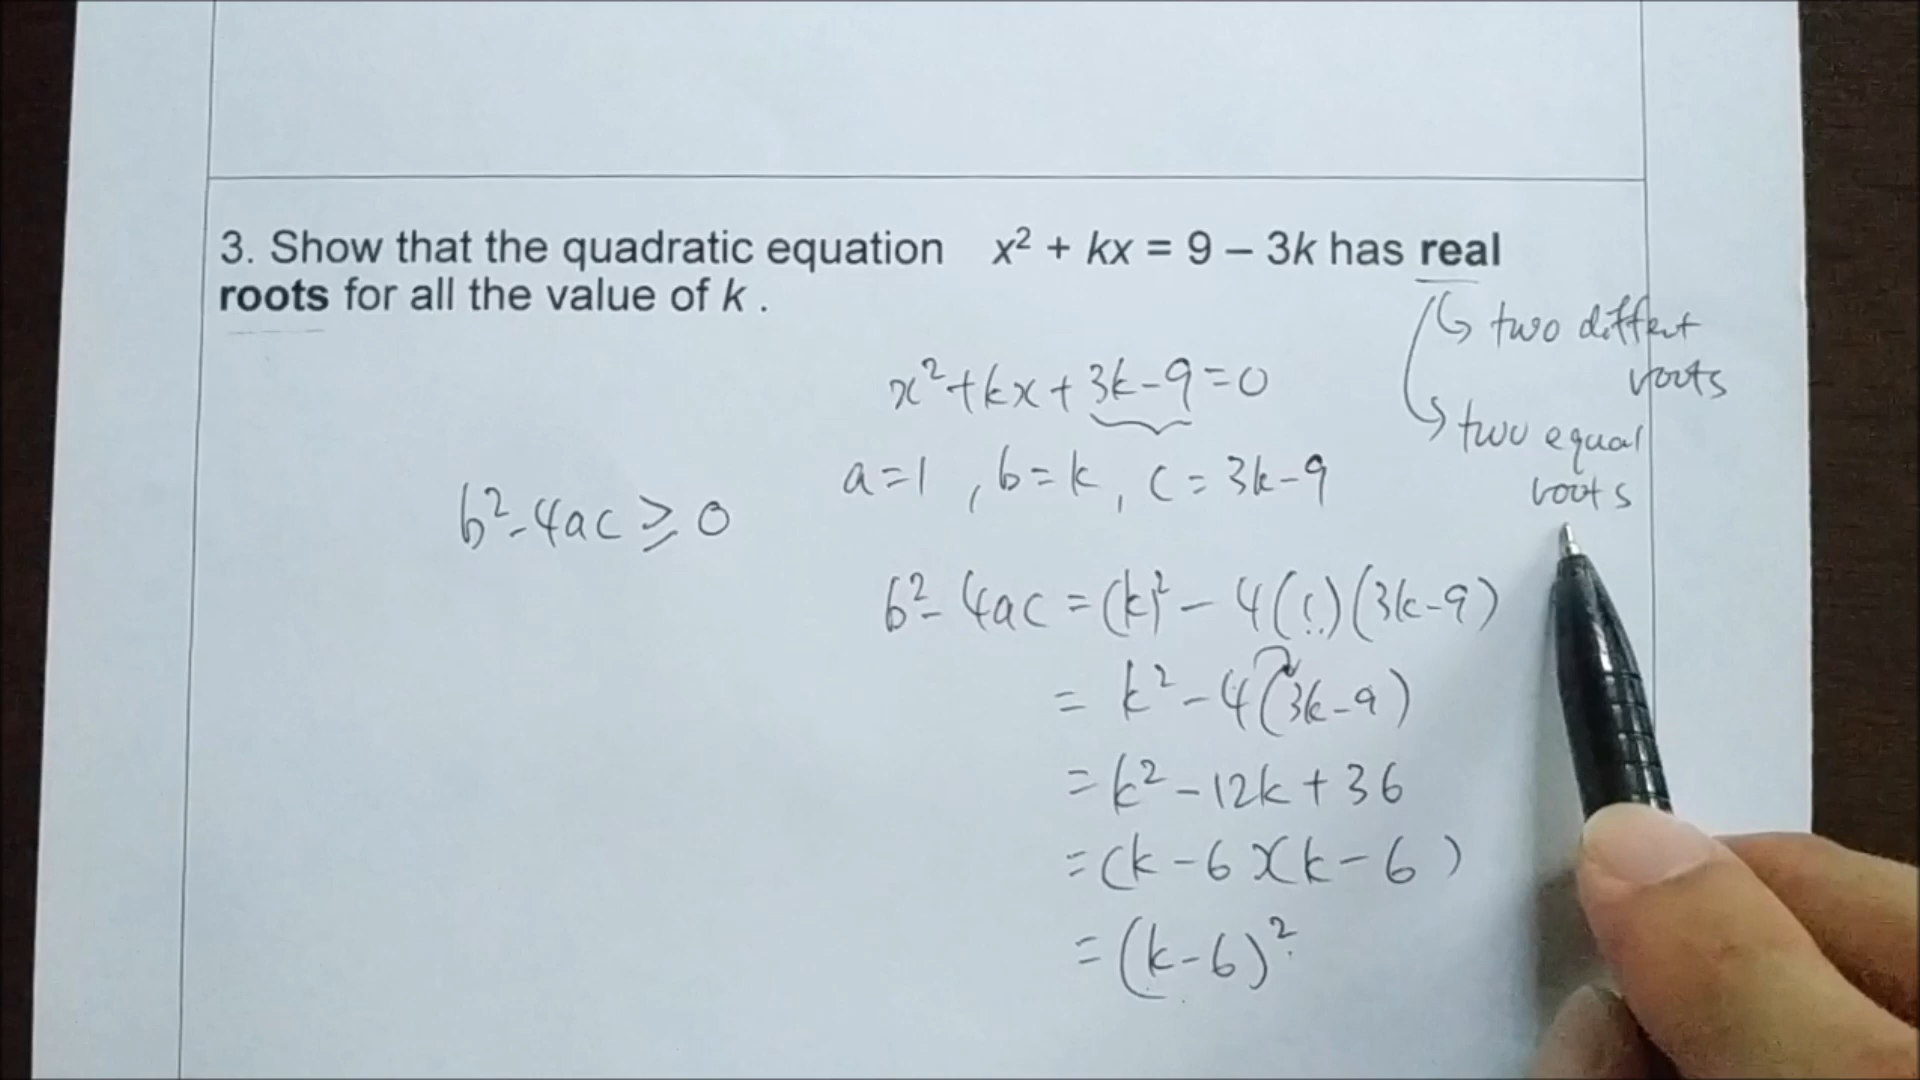 3. Show that the quadratic equation x² + kx = 9 – 3k has real
roots for all the value of k .
two diffent
roots
two equal
roots
x²+kx+3k-9=0
a=1 , b=k, c=3k-9
b²-4ac ≥ 0
b²-4ac = (k)² - 4(1)(3k-9)
= k²-4(3k-9)
= k²-12k+36
=(k-6)(k-6)
=(k-6)²